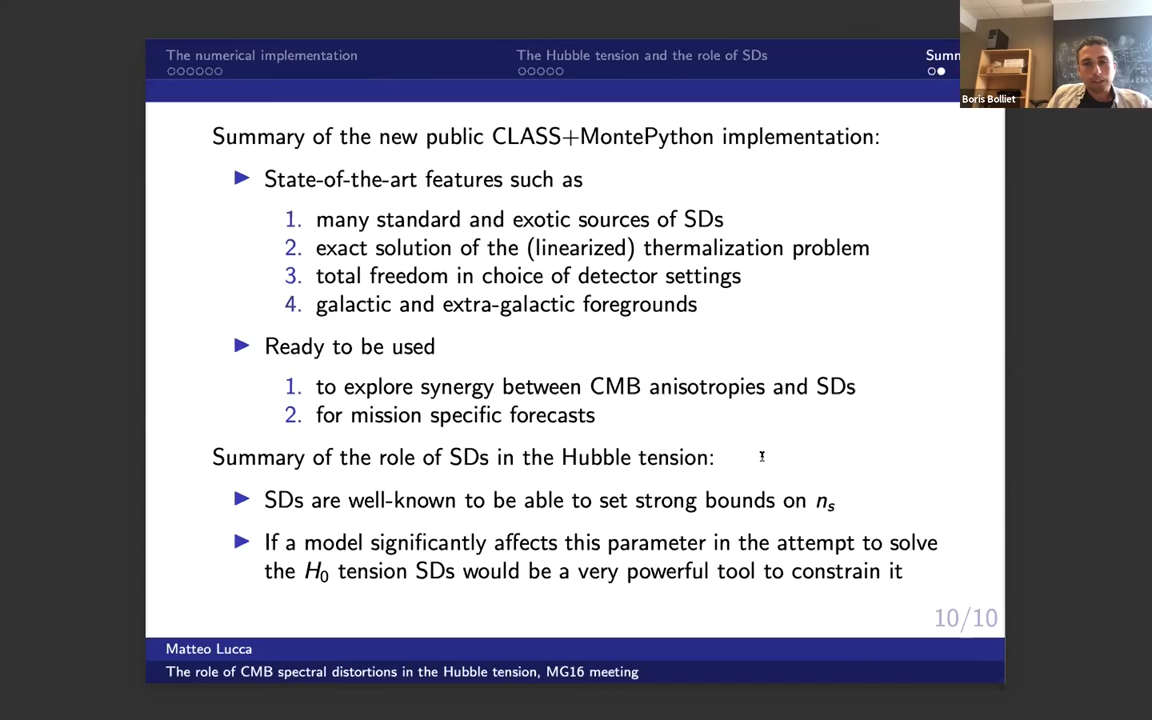 The numerical implementation
The Hubble tension and the role of SDs
Boris Bolliet
Summary of the new public CLASS+MontePython implementation:
▶ State-of-the-art features such as
1. many standard and exotic sources of SDs
2. exact solution of the (linearized) thermalization problem
3. total freedom in choice of detector settings
4. galactic and extra-galactic foregrounds
▶ Ready to be used
1. to explore synergy between CMB anisotropies and SDs
2. for mission specific forecasts
Summary of the role of SDs in the Hubble tension:
▶ SDs are well-known to be able to set strong bounds on nₛ
▶ If a model significantly affects this parameter in the attempt to solve
the H₀ tension SDs would be a very powerful tool to constrain it
10/10
Matteo Lucca
The role of CMB spectral distortions in the Hubble tension, MG16 meeting